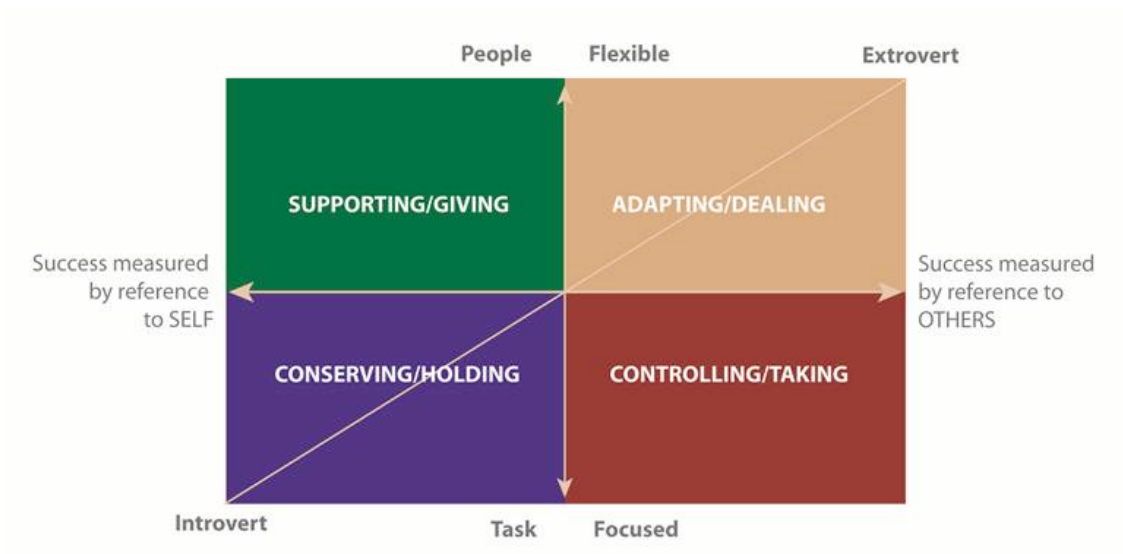 People Flexible Extrovert
SUPPORTING/GIVING ADAPTING/DEALING
Success measured
by reference
to SELF
Success measured
by reference to
OTHERS
CONSERVING/HOLDING CONTROLLING/TAKING
Introvert Task Focused